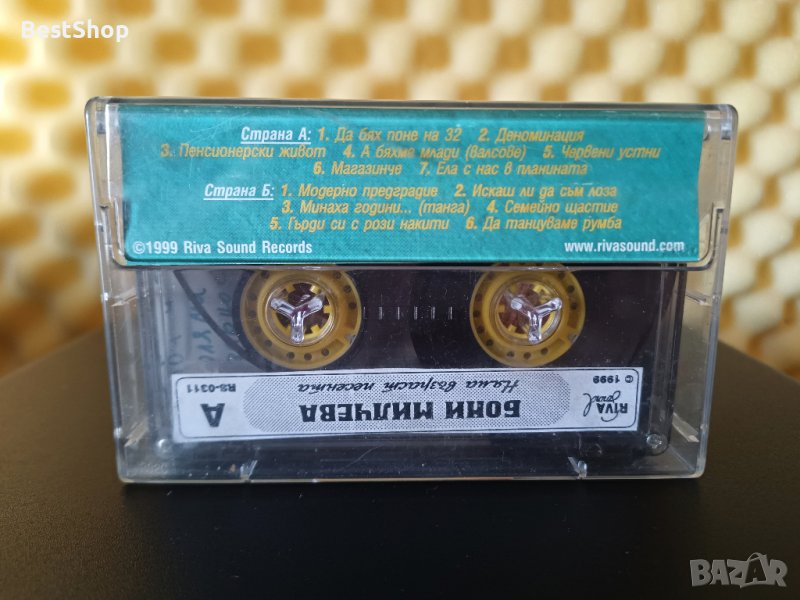 BestShop
Страна А: 1. Да бях поне на 32 2. Деноминация
3. Пенсионерски живот 4. А бяхме млади (валсове) 5. Червени устни
6. Магазинче 7. Ела с нас в планината
Страна Б: 1. Модерно предградие 2. Искаш ли да съм лоза
3. Минаха години... (танга) 4. Семейно щастие
5. Гърди си с рози накити 6. Да танцуваме румба
©1999 Riva Sound Records www.rivasound.com
RIVA Sound
БОНИ МИЛЧЕВА
A
Няма възраст песента
© 1999
RS-0311
BAZAR